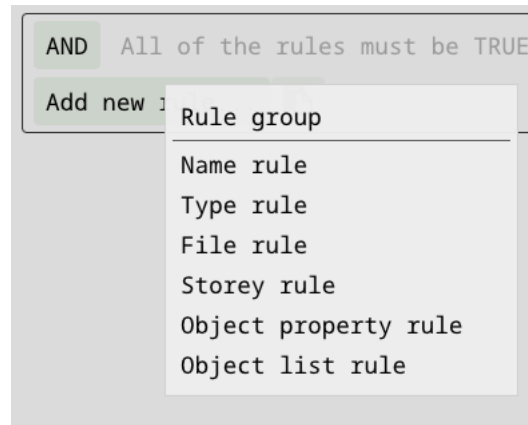 AND All of the rules must be TRUE
Add new
Rule group
Name rule
Type rule
File rule
Storey rule
Object property rule
Object list rule